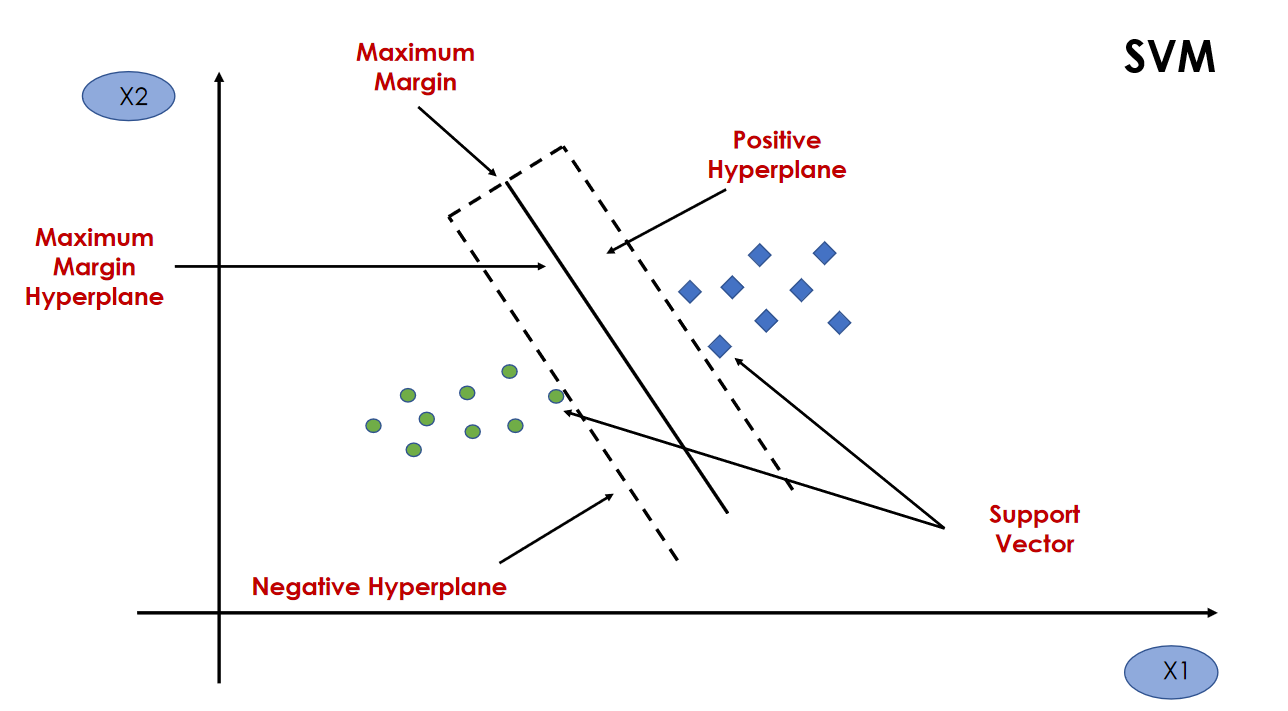 SVM
Maximum
Margin
X2
Positive
Hyperplane
Maximum
Margin
Hyperplane
Support
Vector
Negative Hyperplane
X1